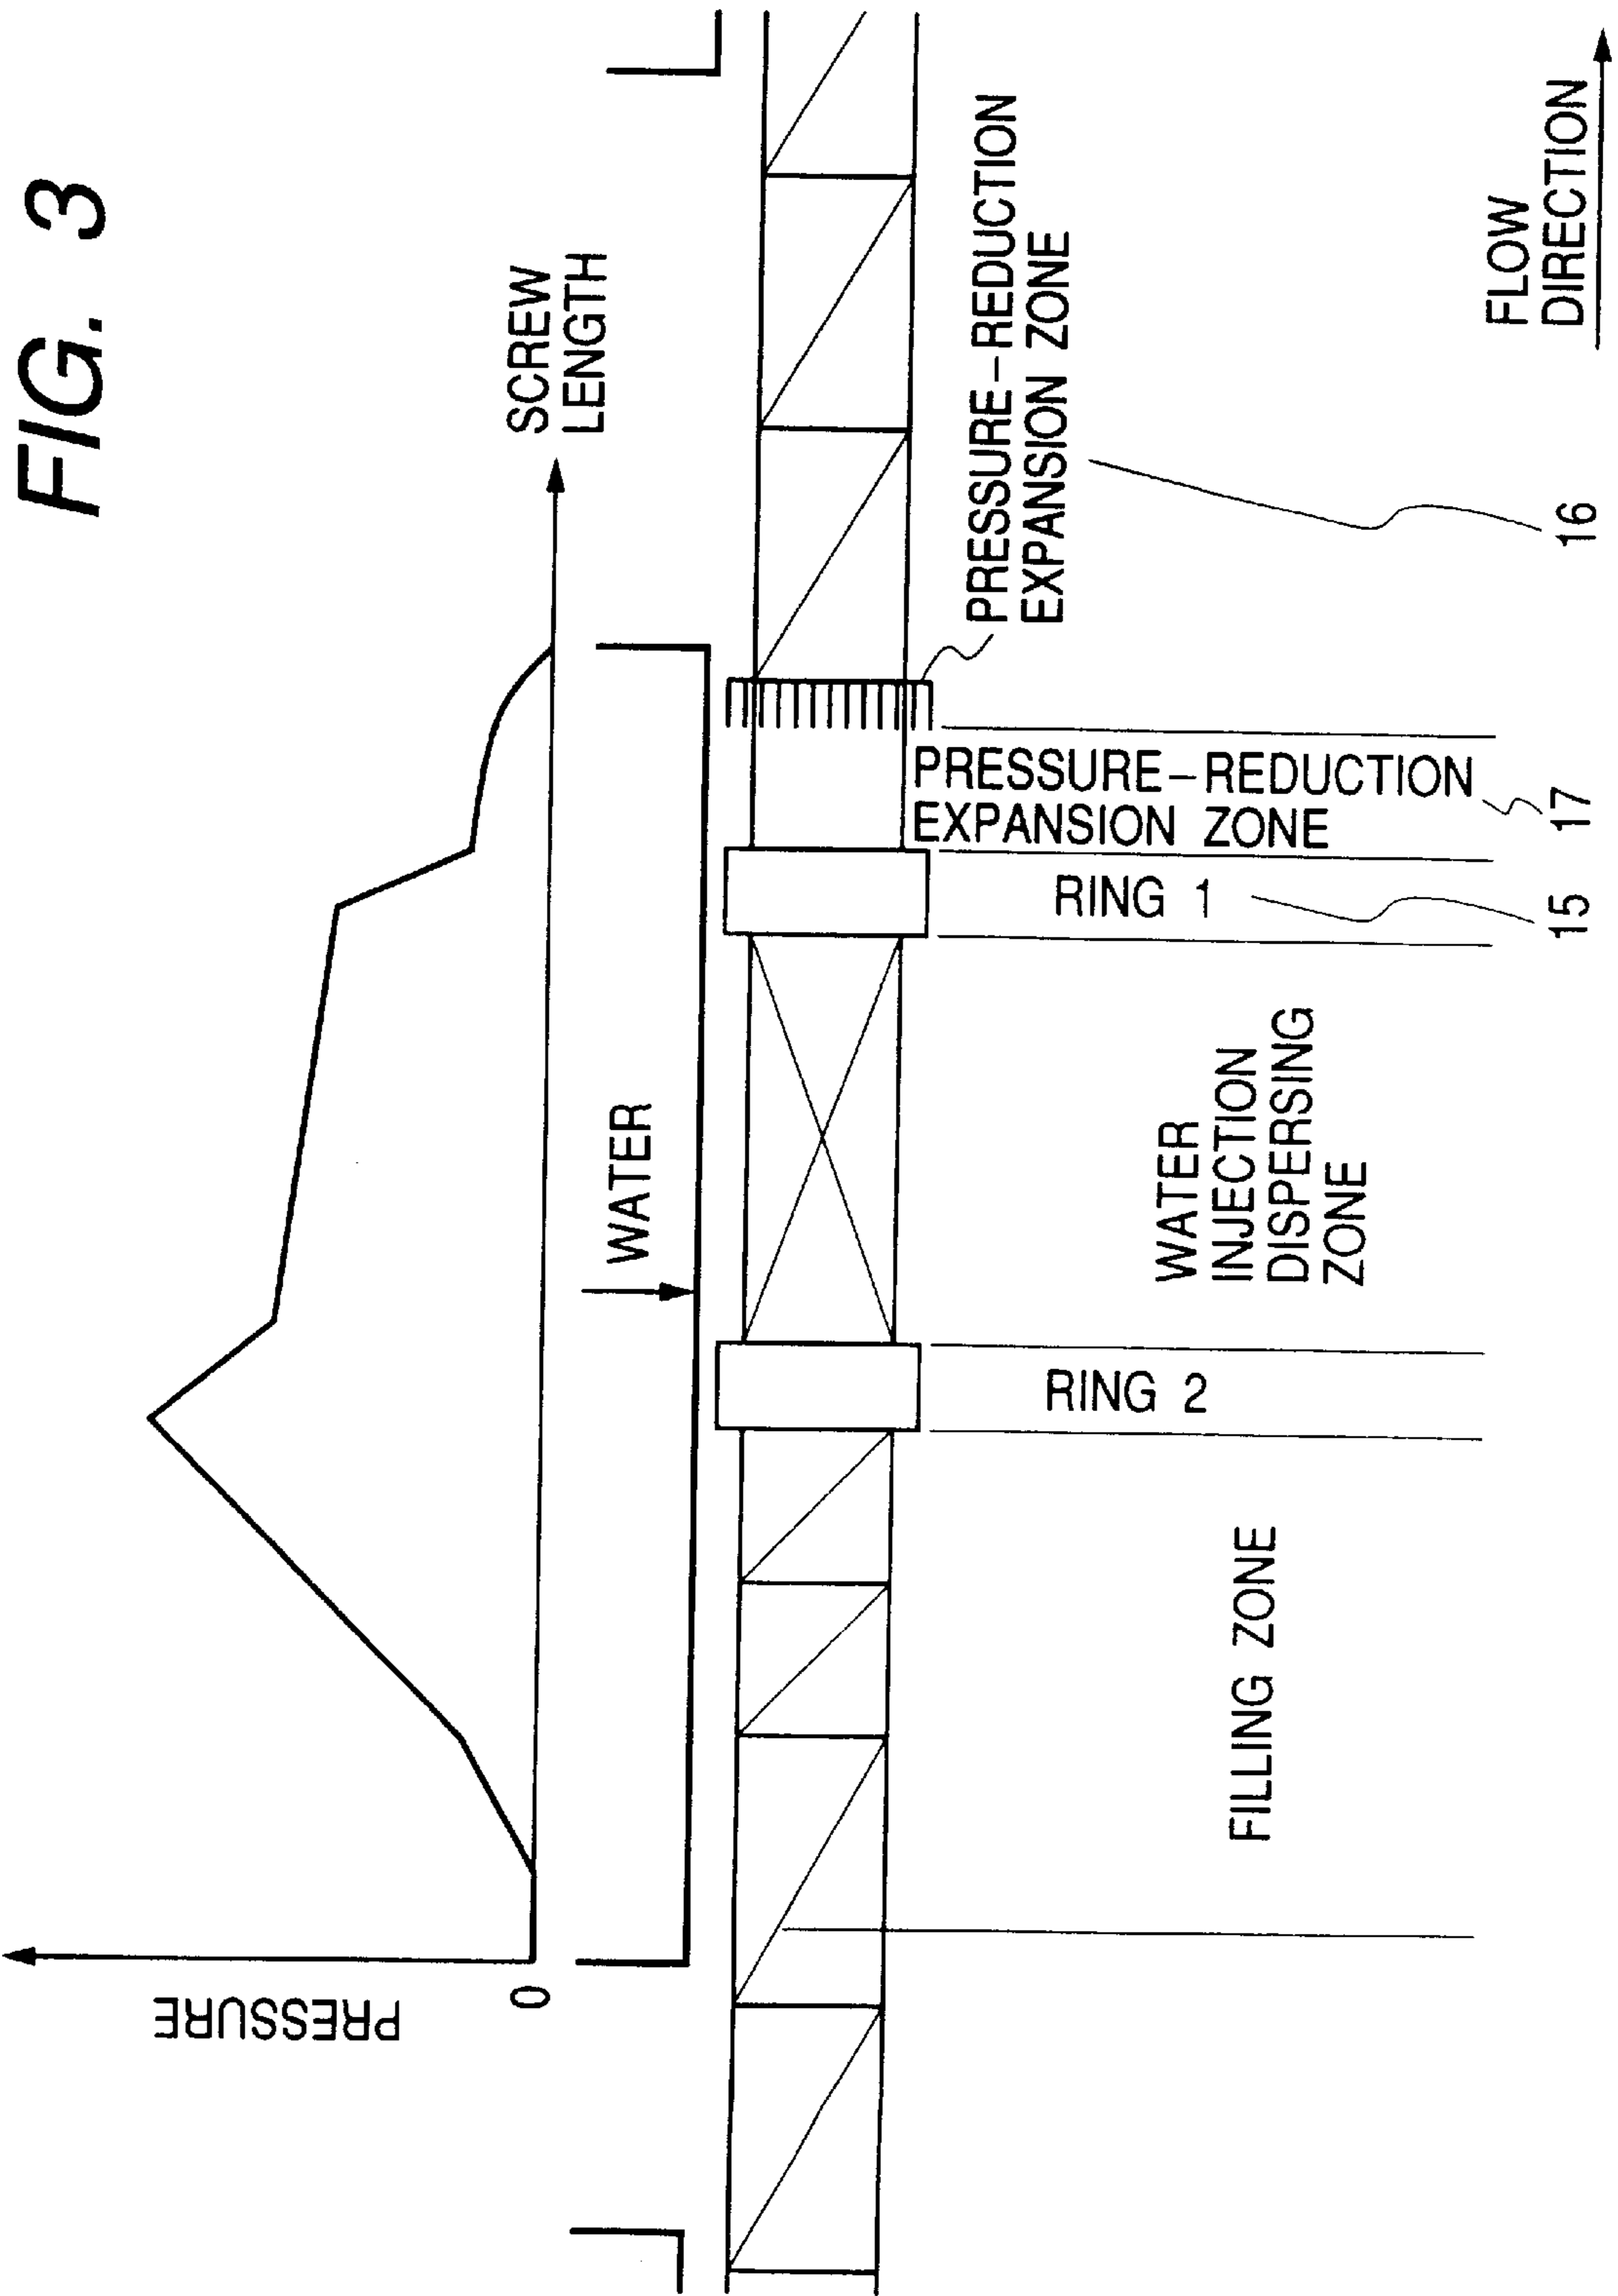 FIG. 3
PRESSURE
0
SCREW
LENGTH
WATER
PRESSURE-REDUCTION
EXPANSION ZONE
FILLING ZONE
RING 2
WATER
INJECTION
DISPERSING
ZONE
RING 1
PRESSURE-REDUCTION
EXPANSION ZONE
15
17
16
FLOW
DIRECTION